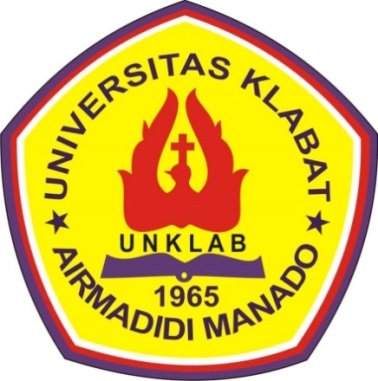 UNIVERSITAS KLABAT
UNKLAB
1965
AIRMADIDI MANADO